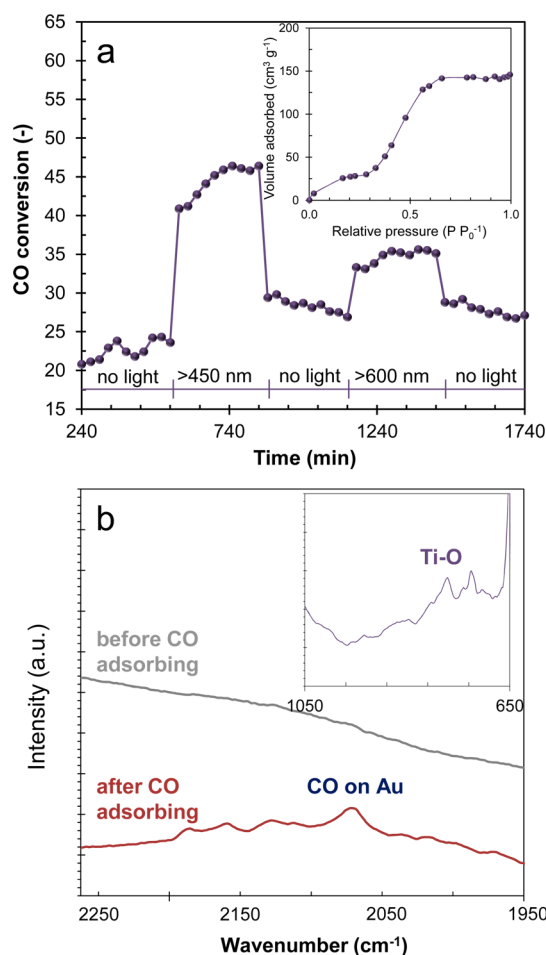 a
65
60
55
50
45
40
35
30
25
20
15
CO conversion (-)
200
150
100
50
0
Volume adsorbed (cm³ g⁻¹)
0.0 0.5 1.0
Relative pressure (P P₀⁻¹)
no light >450 nm no light >600 nm no light
240 740 1240 1740
Time (min)
b
Ti-O
1050 650
before CO
adsorbing
Intensity (a.u.)
after CO
adsorbing
CO on Au
2250 2150 2050 1950
Wavenumber (cm⁻¹)